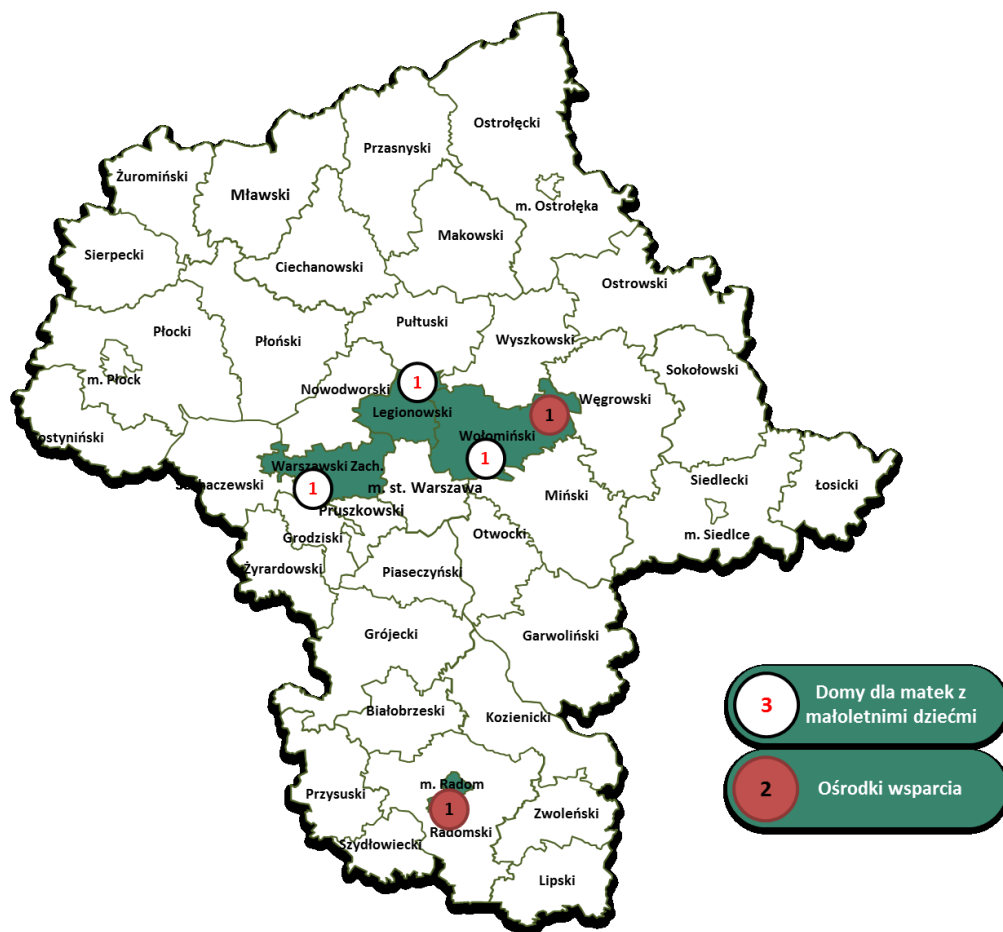 Ostrołęcki
Przasnyski
Żuromiński
Mławski
m. Ostrołęka
Makowski
Sierpecki
Ciechanowski
Ostrowski
Pułtuski
Płocki
Płoński
Wyszkowski
Sokołowski
m. Płock
1
Nowodworski
Węgrowski
Legionowski
1
ostyniński
Wołomiński
1
Warszawski Zach.
Siedlecki
Łosicki
m. st. Warszawa
1
Miński
chaczewski
Pruszkowski
m. Siedlce
Grodziski
Otwocki
Żyrardowski
Piaseczyński
Grójecki
Garwoliński
3
Domy dla matek z
małoletnimi dziećmi
Białobrzeski
Kozienicki
m. Radom
2
Ośrodki wsparcia
Przysuski
1
Zwoleński
Radomski
Szydłowiecki
Lipski